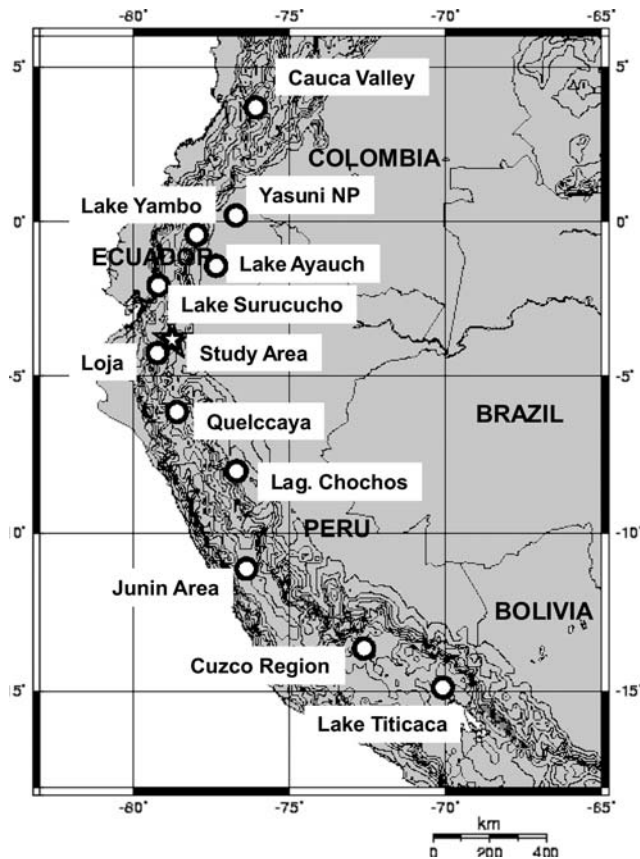 -80° -75° -70° -65°
5° 5°
Cauca Valley
COLOMBIA
Lake Yambo Yasuni NP
0° 0°
ECUADOR
Lake Ayauch
Lake Surucucho
Loja Study Area
-5° -5°
Quelccaya
BRAZIL
Lag. Chochos
PERU
-10° -10°
Junin Area
BOLIVIA
Cuzco Region
-15° -15°
Lake Titicaca
-80° -75° -70° -65°
km
0 200 400